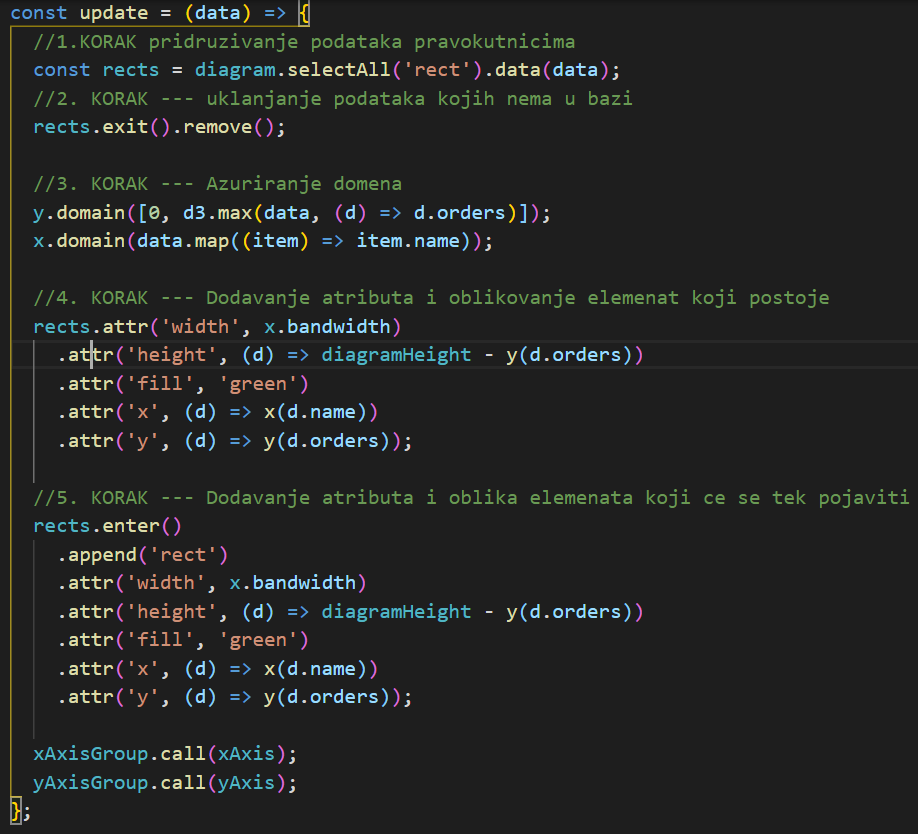 const update = (data) => {
//1.KORAK pridruzivanje podataka pravokutnicima
const rects = diagram.selectAll('rect').data(data);
//2. KORAK --- uklanjanje podataka kojih nema u bazi
rects.exit().remove();
//3. KORAK --- Azuriranje domena
y.domain([0, d3.max(data, (d) => d.orders)]);
x.domain(data.map((item) => item.name));
//4. KORAK --- Dodavanje atributa i oblikovanje elemenat koji postoje
rects.attr('width', x.bandwidth)
.attr('height', (d) => diagramHeight - y(d.orders))
.attr('fill', 'green')
.attr('x', (d) => x(d.name))
.attr('y', (d) => y(d.orders));
//5. KORAK --- Dodavanje atributa i oblika elemenata koji ce se tek pojaviti
rects.enter()
.append('rect')
.attr('width', x.bandwidth)
.attr('height', (d) => diagramHeight - y(d.orders))
.attr('fill', 'green')
.attr('x', (d) => x(d.name))
.attr('y', (d) => y(d.orders));
xAxisGroup.call(xAxis);
yAxisGroup.call(yAxis);
};